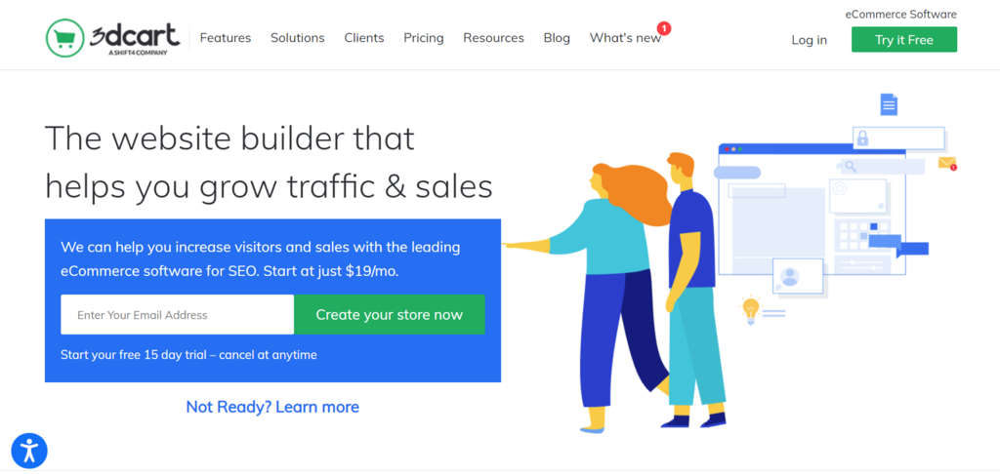 eCommerce Software
3dcart
A SHIFT4 COMPANY
Features Solutions Clients Pricing Resources Blog What's new 1
Log in Try it Free
The website builder that
helps you grow traffic & sales
We can help you increase visitors and sales with the leading
eCommerce software for SEO. Start at just $19/mo.
Enter Your Email Address Create your store now
Start your free 15 day trial – cancel at anytime
Not Ready? Learn more